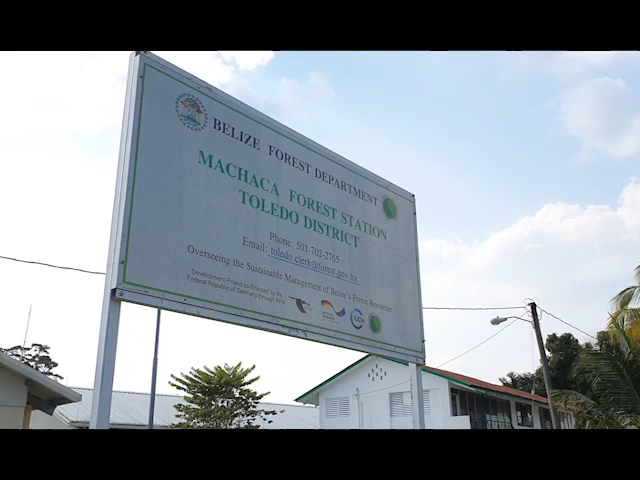 BELIZE FOREST DEPARTMENT
MACHACA FOREST STATION
TOLEDO DISTRICT
Phone: 501-702-2765
Email: toledo.clerk@forest.gov.bz
Overseeing the Sustainable Management of Belize's Forest Resources
Development Project co-financed by the
Federal Republic of Germany through KFW